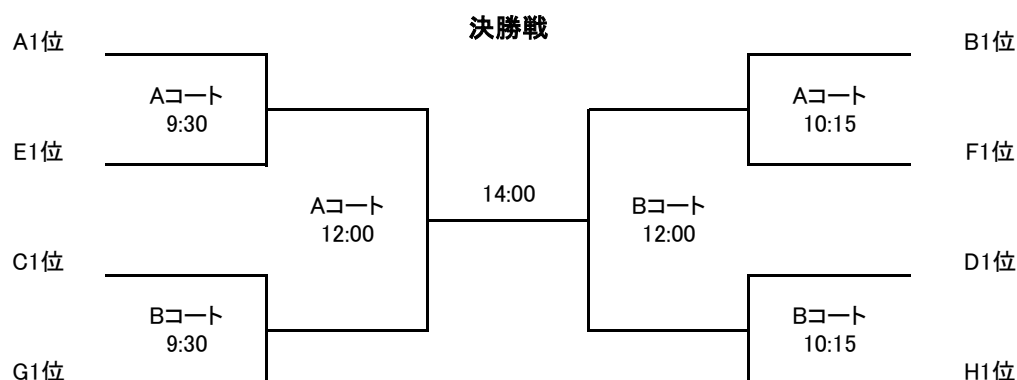 決勝戦
A1位
B1位
Aコート
9:30
Aコート
10:15
E1位
F1位
Aコート
12:00
14:00
Bコート
12:00
C1位
D1位
Bコート
9:30
Bコート
10:15
G1位
H1位